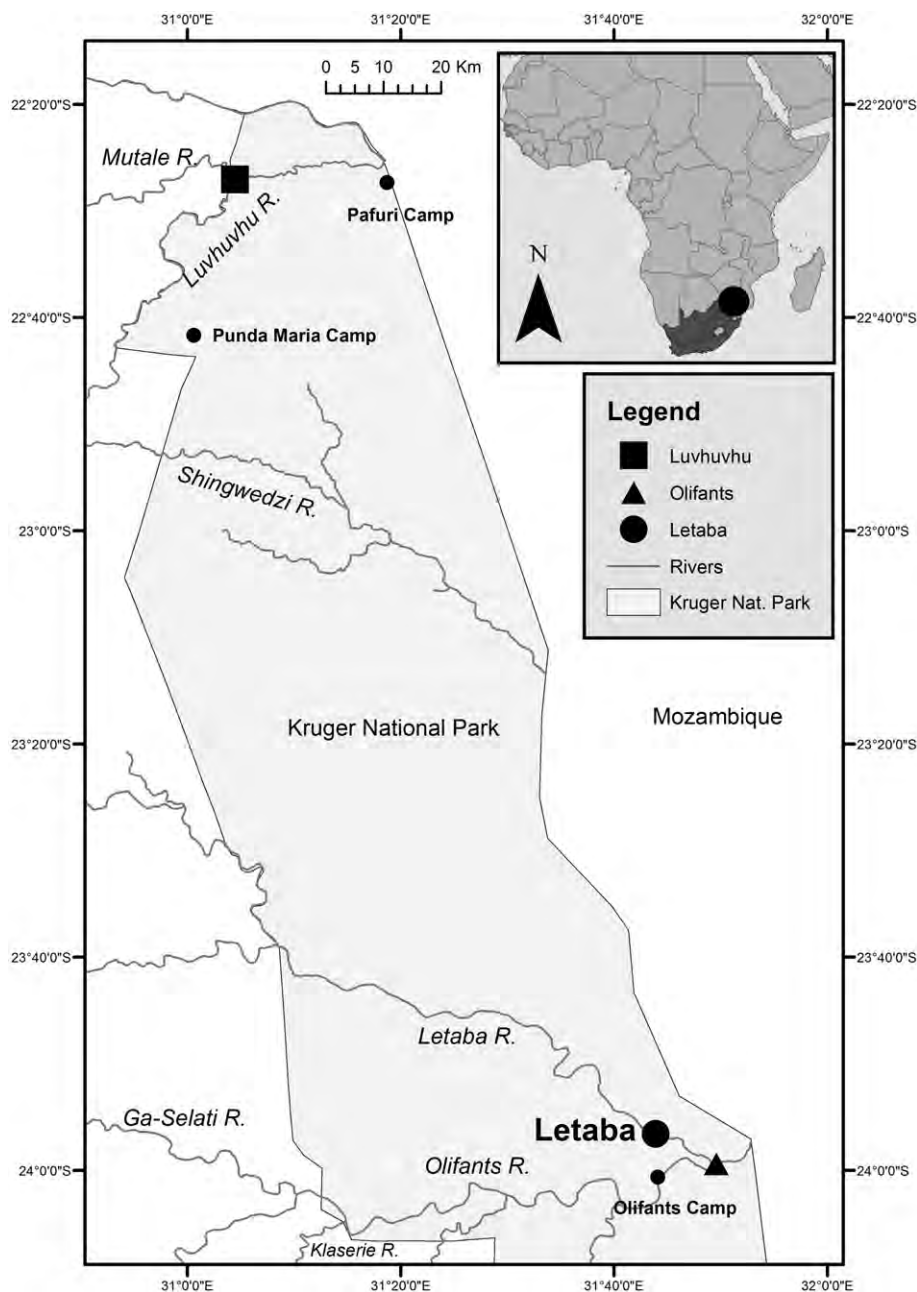 31°0'0"E 31°20'0"E 31°40'0"E 32°0'0"E
0 5 10 20 Km
22°20'0"S 22°20'0"S
Mutale R.
Luvhuvhu R.
Pafuri Camp
N
22°40'0"S 22°40'0"S
Punda Maria Camp
Legend
Luvhuvhu
Olifants
Letaba
Rivers
Kruger Nat. Park
Shingwedzi R.
23°0'0"S 23°0'0"S
Kruger National Park
Mozambique
23°20'0"S 23°20'0"S
23°40'0"S 23°40'0"S
Letaba R.
Ga-Selati R.
Letaba
Olifants R.
24°0'0"S 24°0'0"S
Olifants Camp
Klaserie R.
31°0'0"E 31°20'0"E 31°40'0"E 32°0'0"E